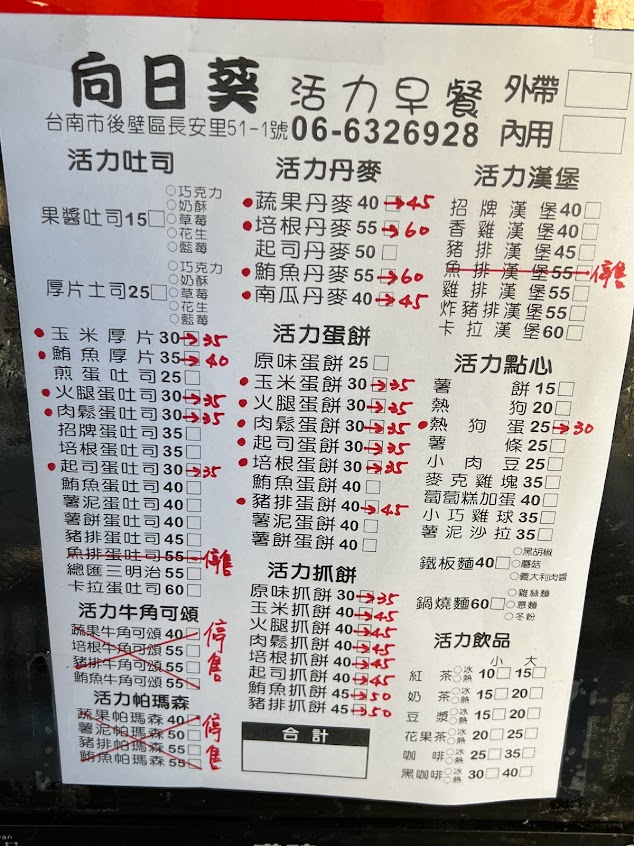 向日葵 活力早餐 外帶
台南市後壁區長安里51-1號 06-6326928 內用
活力吐司
果醬吐司15
巧克力
奶酥
草莓
花生
藍莓
厚片土司25
巧克力
奶酥
草莓
花生
藍莓
玉米厚片30→35
鮪魚厚片35→40
煎蛋吐司25
火腿蛋吐司30→35
肉鬆蛋吐司30→35
招牌蛋吐司35
培根蛋吐司35
起司蛋吐司30→35
鮪魚蛋吐司40
薯泥蛋吐司40
薯餅蛋吐司40
豬排蛋吐司45
魚排蛋吐司55 停售
總匯三明治55
卡拉蛋吐司60
活力牛角可頌
蔬果牛角可頌40
培根牛角可頌55
豬排牛角可頌55
鮪魚牛角可頌55
停售
活力帕瑪森
蔬果帕瑪森40
薯泥帕瑪森50
豬排帕瑪森55
鮪魚帕瑪森55
停售
活力丹麥
蔬果丹麥40→45
培根丹麥55→60
起司丹麥50
鮪魚丹麥55→60
南瓜丹麥40→45
活力蛋餅
原味蛋餅25
玉米蛋餅30→35
火腿蛋餅30→35
肉鬆蛋餅30→35
起司蛋餅30→35
培根蛋餅30→35
鮪魚蛋餅40
豬排蛋餅40→45
薯泥蛋餅40
薯餅蛋餅40
活力抓餅
原味抓餅30→35
玉米抓餅40→45
火腿抓餅40→45
肉鬆抓餅40→45
培根抓餅40→45
起司抓餅40→45
鮪魚抓餅45→50
豬排抓餅45→50
合計
活力漢堡
招牌漢堡40
香雞漢堡40
豬排漢堡45
魚排漢堡55 停售
雞排漢堡55
炸豬排漢堡55
卡拉漢堡60
活力點心
薯餅15
熱狗20
熱狗蛋25→30
薯條25
小肉豆25
麥克雞塊35
蔔蔔糕加蛋40
小巧雞球35
薯泥沙拉35
鐵板麵40
黑胡椒
蘑菇
義大利肉醬
鍋燒麵60
雞絲麵
意麵
冬粉
活力飲品
小 大
紅茶 冰 熱 10 15
奶茶 冰 熱 15 20
豆漿 冰 熱 15 20
花果茶 冰 熱 20 25
咖啡 冰 熱 25 35
黑咖啡 冰 熱 30 40